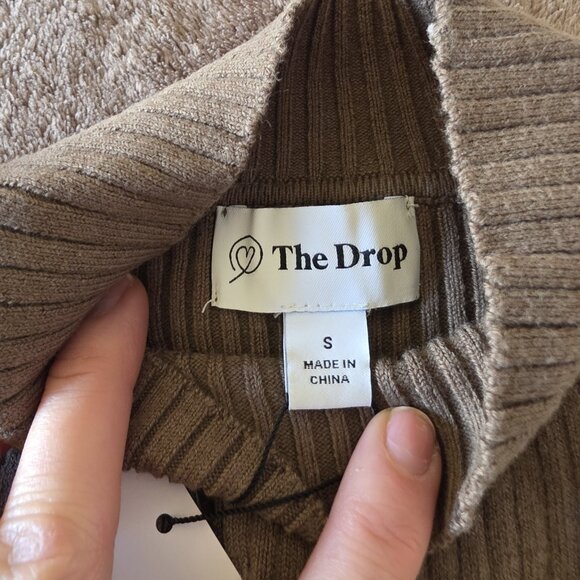 The Drop
S
MADE IN
CHINA